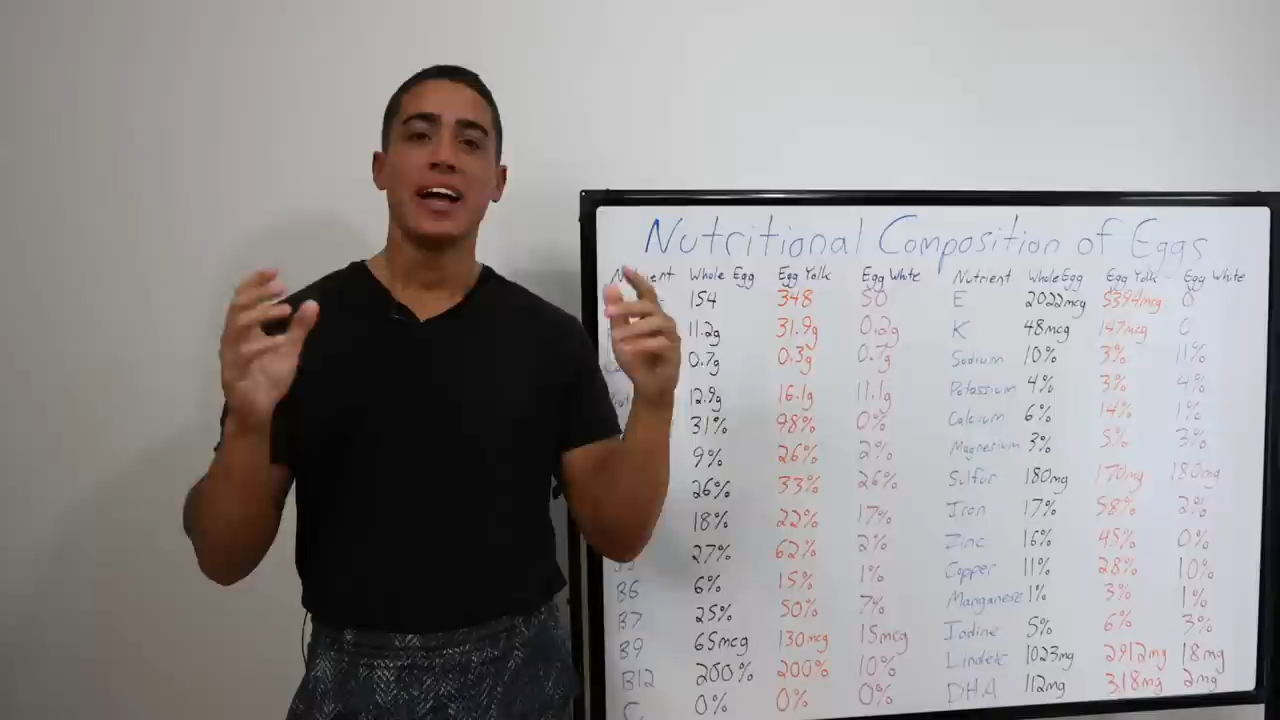 Nutritional Composition of Eggs
Whole Egg Egg Yolk Egg White
154 348 50
11.2g 31.9g 0.2g
0.7g 0.3g 0.7g
12.9g 16.1g 11.1g
31% 98% 0%
9% 26% 2%
26% 33% 26%
18% 22% 17%
27% 62% 2%
B6 6% 15% 1%
B7 25% 50% 7%
B9 65mcg 130mcg 15mcg
B12 200% 200% 10%
C 0% 0% 0%
Nutrient Whole Egg Egg Yolk Egg White
E 2022mcg 5394mcg 0
K 48mcg 147mcg 0
Sodium 10% 3% 11%
Potassium 4% 3% 4%
Calcium 6% 14% 1%
Magnesium 3% 5% 3%
Sulfur 180mg 170mg 180mg
Iron 17% 58% 2%
Zinc 16% 45% 0%
Copper 11% 28% 10%
Manganese 1% 3% 1%
Iodine 5% 6% 3%
Linoleic 1023mg 2912mg 18mg
DHA 112mg 318mg 2mg